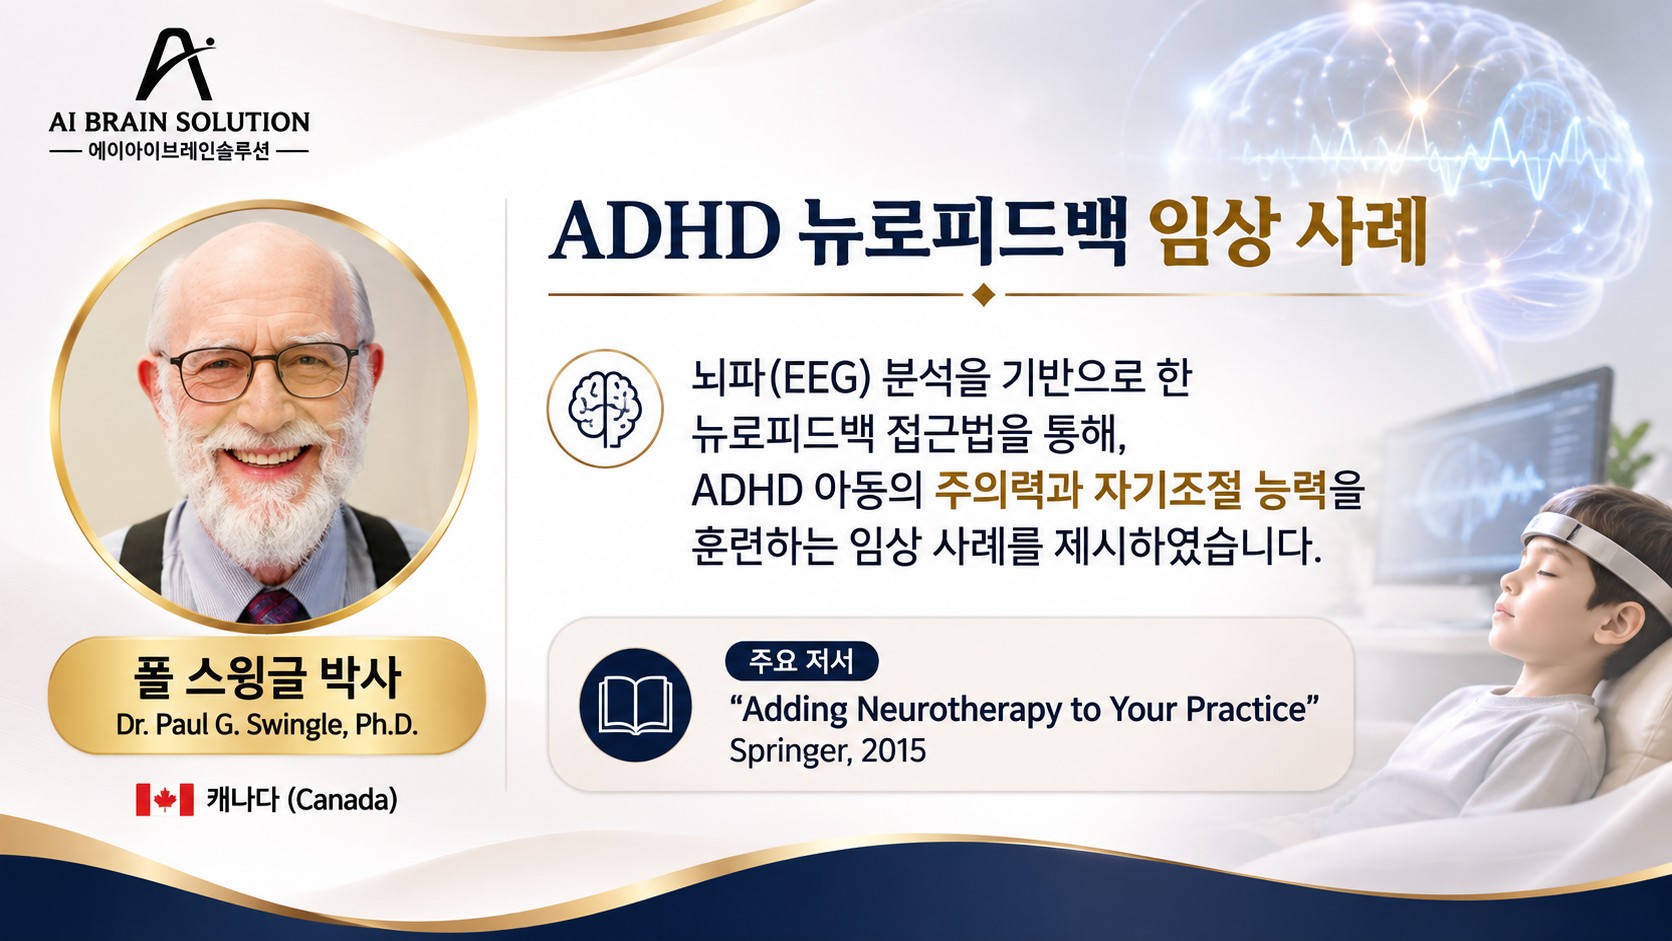 AI BRAIN SOLUTION
에이아이브레인솔루션
ADHD 뉴로피드백 임상 사례
뇌파(EEG) 분석을 기반으로 한
뉴로피드백 접근법을 통해,
ADHD 아동의 주의력과 자기조절 능력을
훈련하는 임상 사례를 제시하였습니다.
주요 저서
“Adding Neurotherapy to Your Practice”
Springer, 2015
폴 스윙글 박사
Dr. Paul G. Swingle, Ph.D.
캐나다 (Canada)